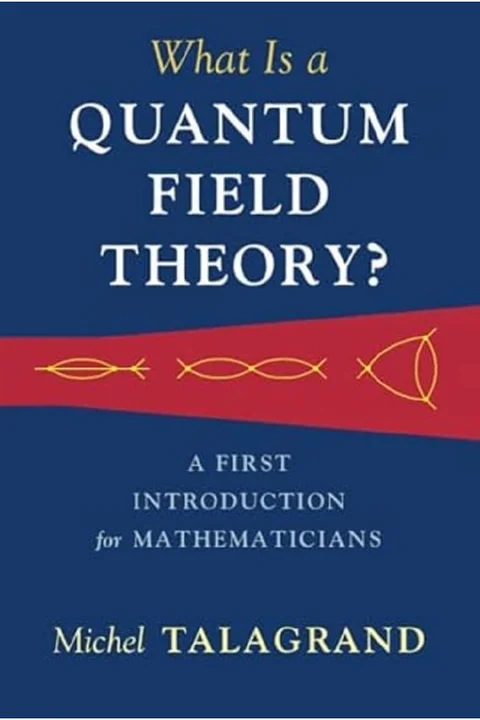 What Is a
QUANTUM
FIELD
THEORY?
A FIRST
INTRODUCTION
for MATHEMATICIANS
Michel TALAGRAND